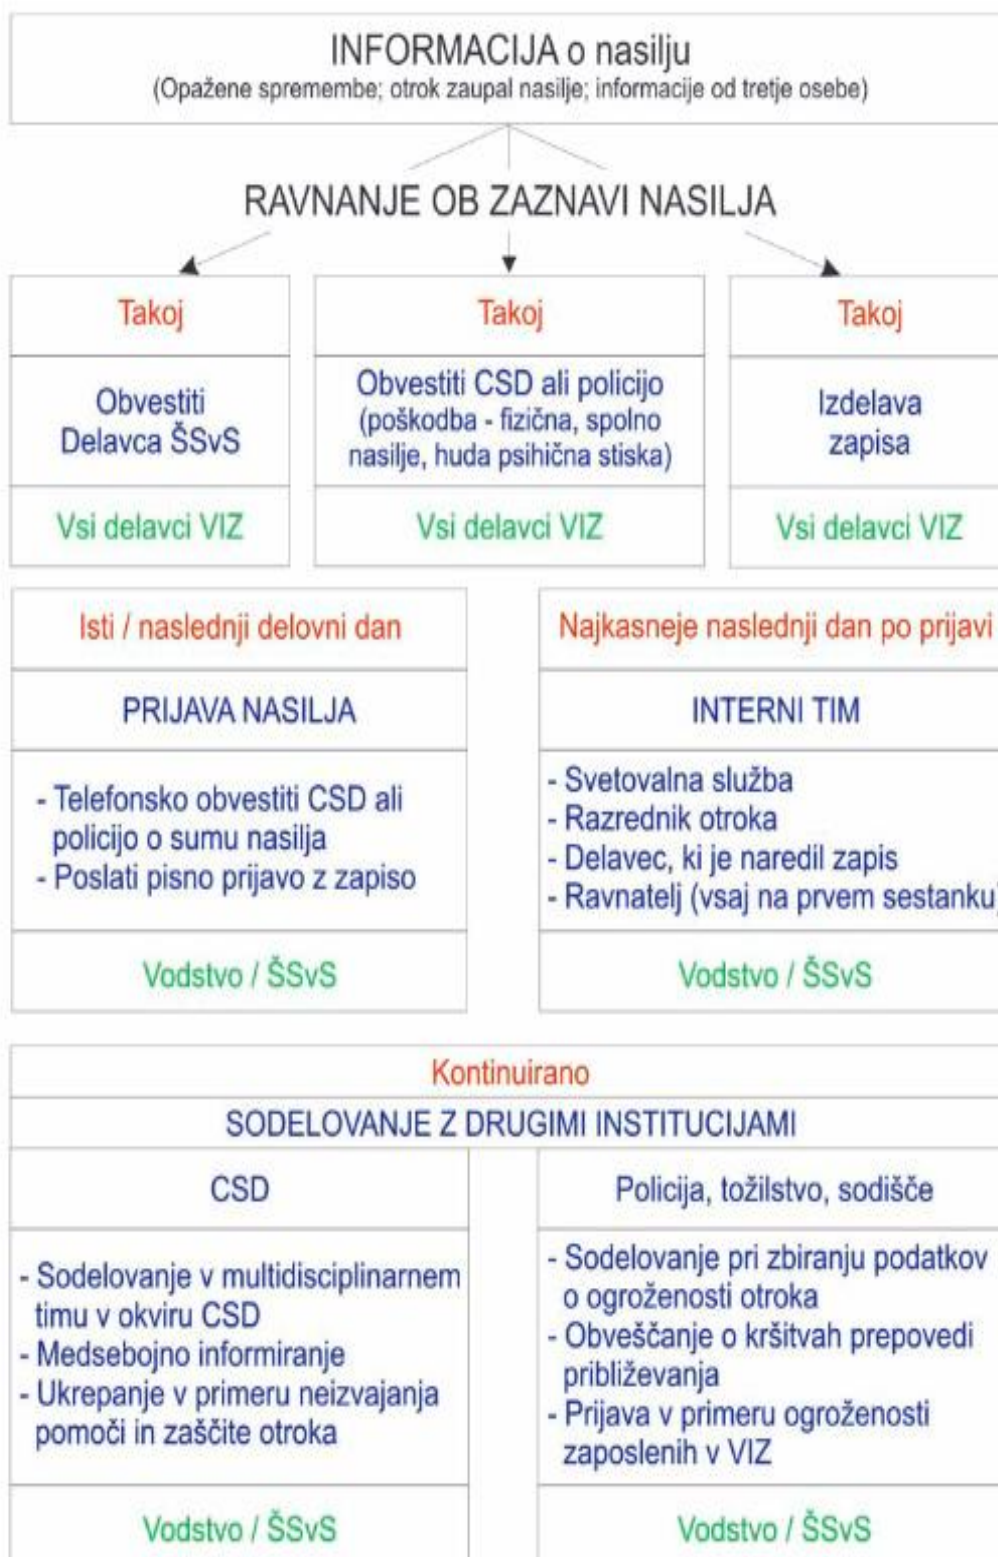 INFORMACIJA o nasilju
(Opažene spremembe; otrok zaupal nasilje; informacije od tretje osebe)
RAVNANJE OB ZAZNAVI NASILJA
Takoj
Obvestiti
Delavca ŠSvS
Vsi delavci VIZ
Takoj
Obvestiti CSD ali policijo
(poškodba - fizična, spolno
nasilje, huda psihična stiska)
Vsi delavci VIZ
Takoj
Izdelava
zapisa
Vsi delavci VIZ
Isti / naslednji delovni dan
PRIJAVA NASILJA
- Telefonsko obvestiti CSD ali
policijo o sumu nasilja
- Poslati pisno prijavo z zapiso
Vodstvo / ŠSvS
Najkasneje naslednji dan po prijavi
INTERNI TIM
- Svetovalna služba
- Razrednik otroka
- Delavec, ki je naredil zapis
- Ravnatelj (vsaj na prvem sestanku)
Vodstvo / ŠSvS
Kontinuirano
SODELOVANJE Z DRUGIMI INSTITUCIJAMI
CSD
- Sodelovanje v multidisciplinarnem
timu v okviru CSD
- Medsebojno informiranje
- Ukrepanje v primeru neizvajanja
pomoči in zaščite otroka
Vodstvo / ŠSvS
Policija, tožilstvo, sodišče
- Sodelovanje pri zbiranju podatkov
o ogroženosti otroka
- Obveščanje o kršitvah prepovedi
približevanja
- Prijava v primeru ogroženosti
zaposlenih v VIZ
Vodstvo / ŠSvS